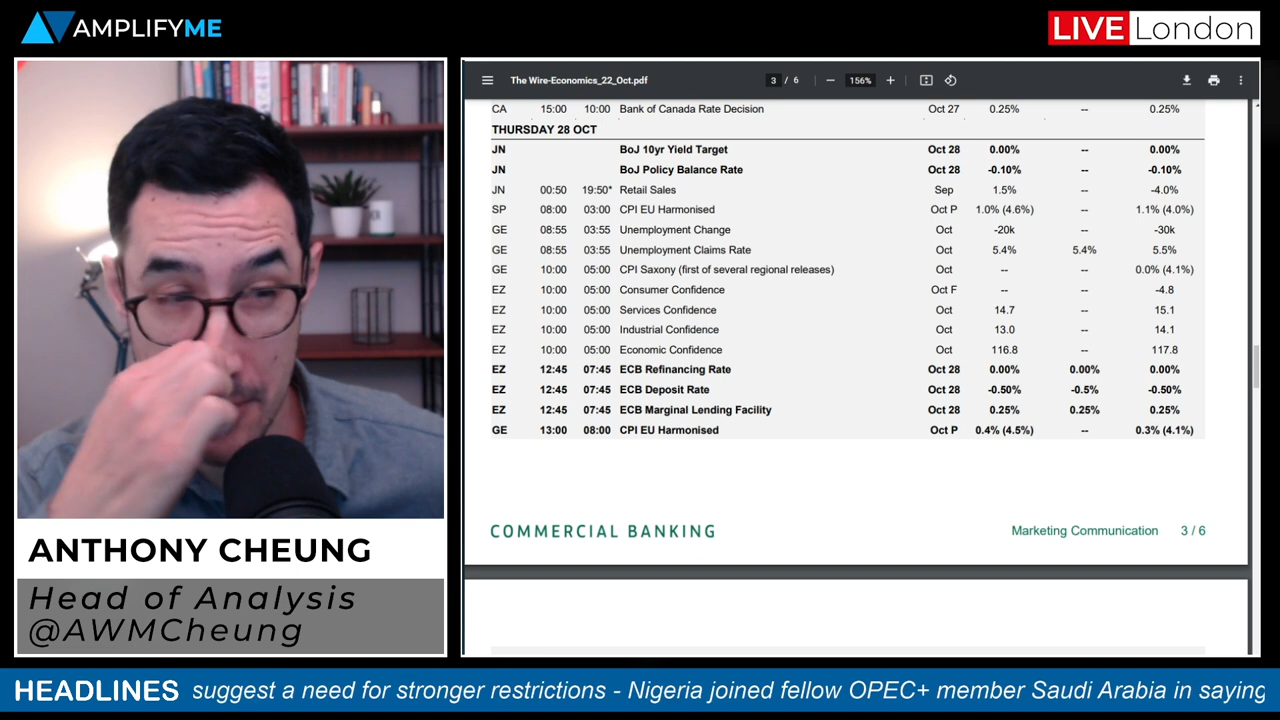 AMPLIFYME
LIVE London
The Wire-Economics_22_Oct.pdf 3 / 6 156%
CA 15:00 10:00 Bank of Canada Rate Decision Oct 27 0.25% -- 0.25%
THURSDAY 28 OCT
JN BoJ 10yr Yield Target Oct 28 0.00% -- 0.00%
JN BoJ Policy Balance Rate Oct 28 -0.10% -- -0.10%
JN 00:50 19:50* Retail Sales Sep 1.5% -- -4.0%
SP 08:00 03:00 CPI EU Harmonised Oct P 1.0% (4.6%) -- 1.1% (4.0%)
GE 08:55 03:55 Unemployment Change Oct -20k -- -30k
GE 08:55 03:55 Unemployment Claims Rate Oct 5.4% 5.4% 5.5%
GE 10:00 05:00 CPI Saxony (first of several regional releases) Oct -- -- 0.0% (4.1%)
EZ 10:00 05:00 Consumer Confidence Oct F -- -- -4.8
EZ 10:00 05:00 Services Confidence Oct 14.7 -- 15.1
EZ 10:00 05:00 Industrial Confidence Oct 13.0 -- 14.1
EZ 10:00 05:00 Economic Confidence Oct 116.8 -- 117.8
EZ 12:45 07:45 ECB Refinancing Rate Oct 28 0.00% 0.00% 0.00%
EZ 12:45 07:45 ECB Deposit Rate Oct 28 -0.50% -0.5% -0.50%
EZ 12:45 07:45 ECB Marginal Lending Facility Oct 28 0.25% 0.25% 0.25%
GE 13:00 08:00 CPI EU Harmonised Oct P 0.4% (4.5%) -- 0.3% (4.1%)
COMMERCIAL BANKING Marketing Communication 3 / 6
ANTHONY CHEUNG
Head of Analysis
@AWMCheung
HEADLINES suggest a need for stronger restrictions - Nigeria joined fellow OPEC+ member Saudi Arabia in saying